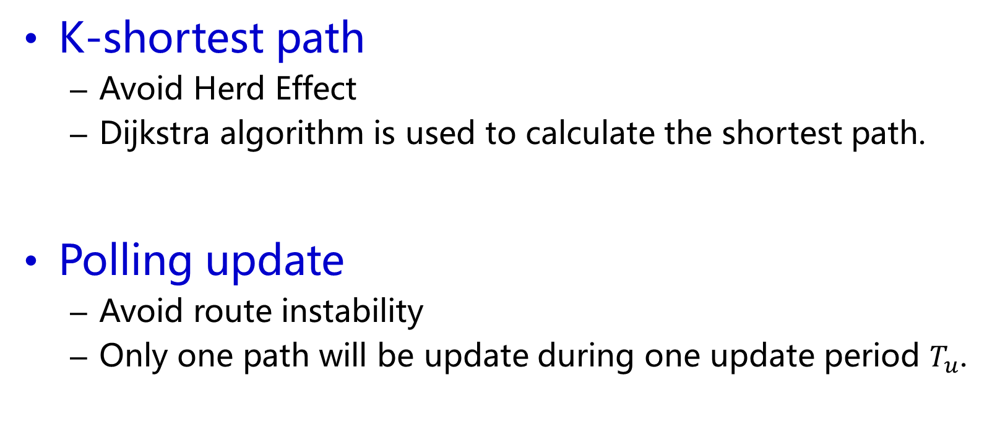 • K-shortest path
– Avoid Herd Effect
– Dijkstra algorithm is used to calculate the shortest path.
• Polling update
– Avoid route instability
– Only one path will be update during one update period $T_u$.